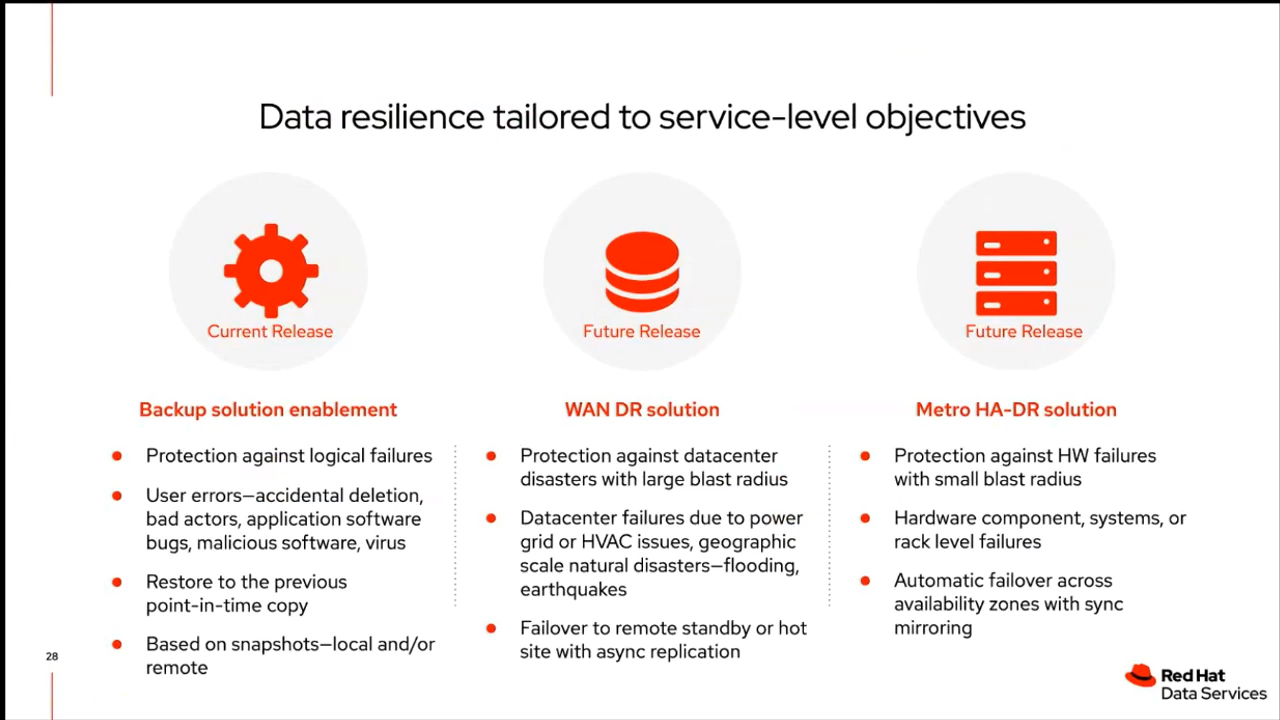 Data resilience tailored to service-level objectives
Current Release
Future Release
Future Release
Backup solution enablement
Protection against logical failures
User errors—accidental deletion,
bad actors, application software
bugs, malicious software, virus
Restore to the previous
point-in-time copy
Based on snapshots—local and/or
remote
WAN DR solution
Protection against datacenter
disasters with large blast radius
Datacenter failures due to power
grid or HVAC issues, geographic
scale natural disasters—flooding,
earthquakes
Failover to remote standby or hot
site with async replication
Metro HA-DR solution
Protection against HW failures
with small blast radius
Hardware component, systems, or
rack level failures
Automatic failover across
availability zones with sync
mirroring
28
Red Hat
Data Services